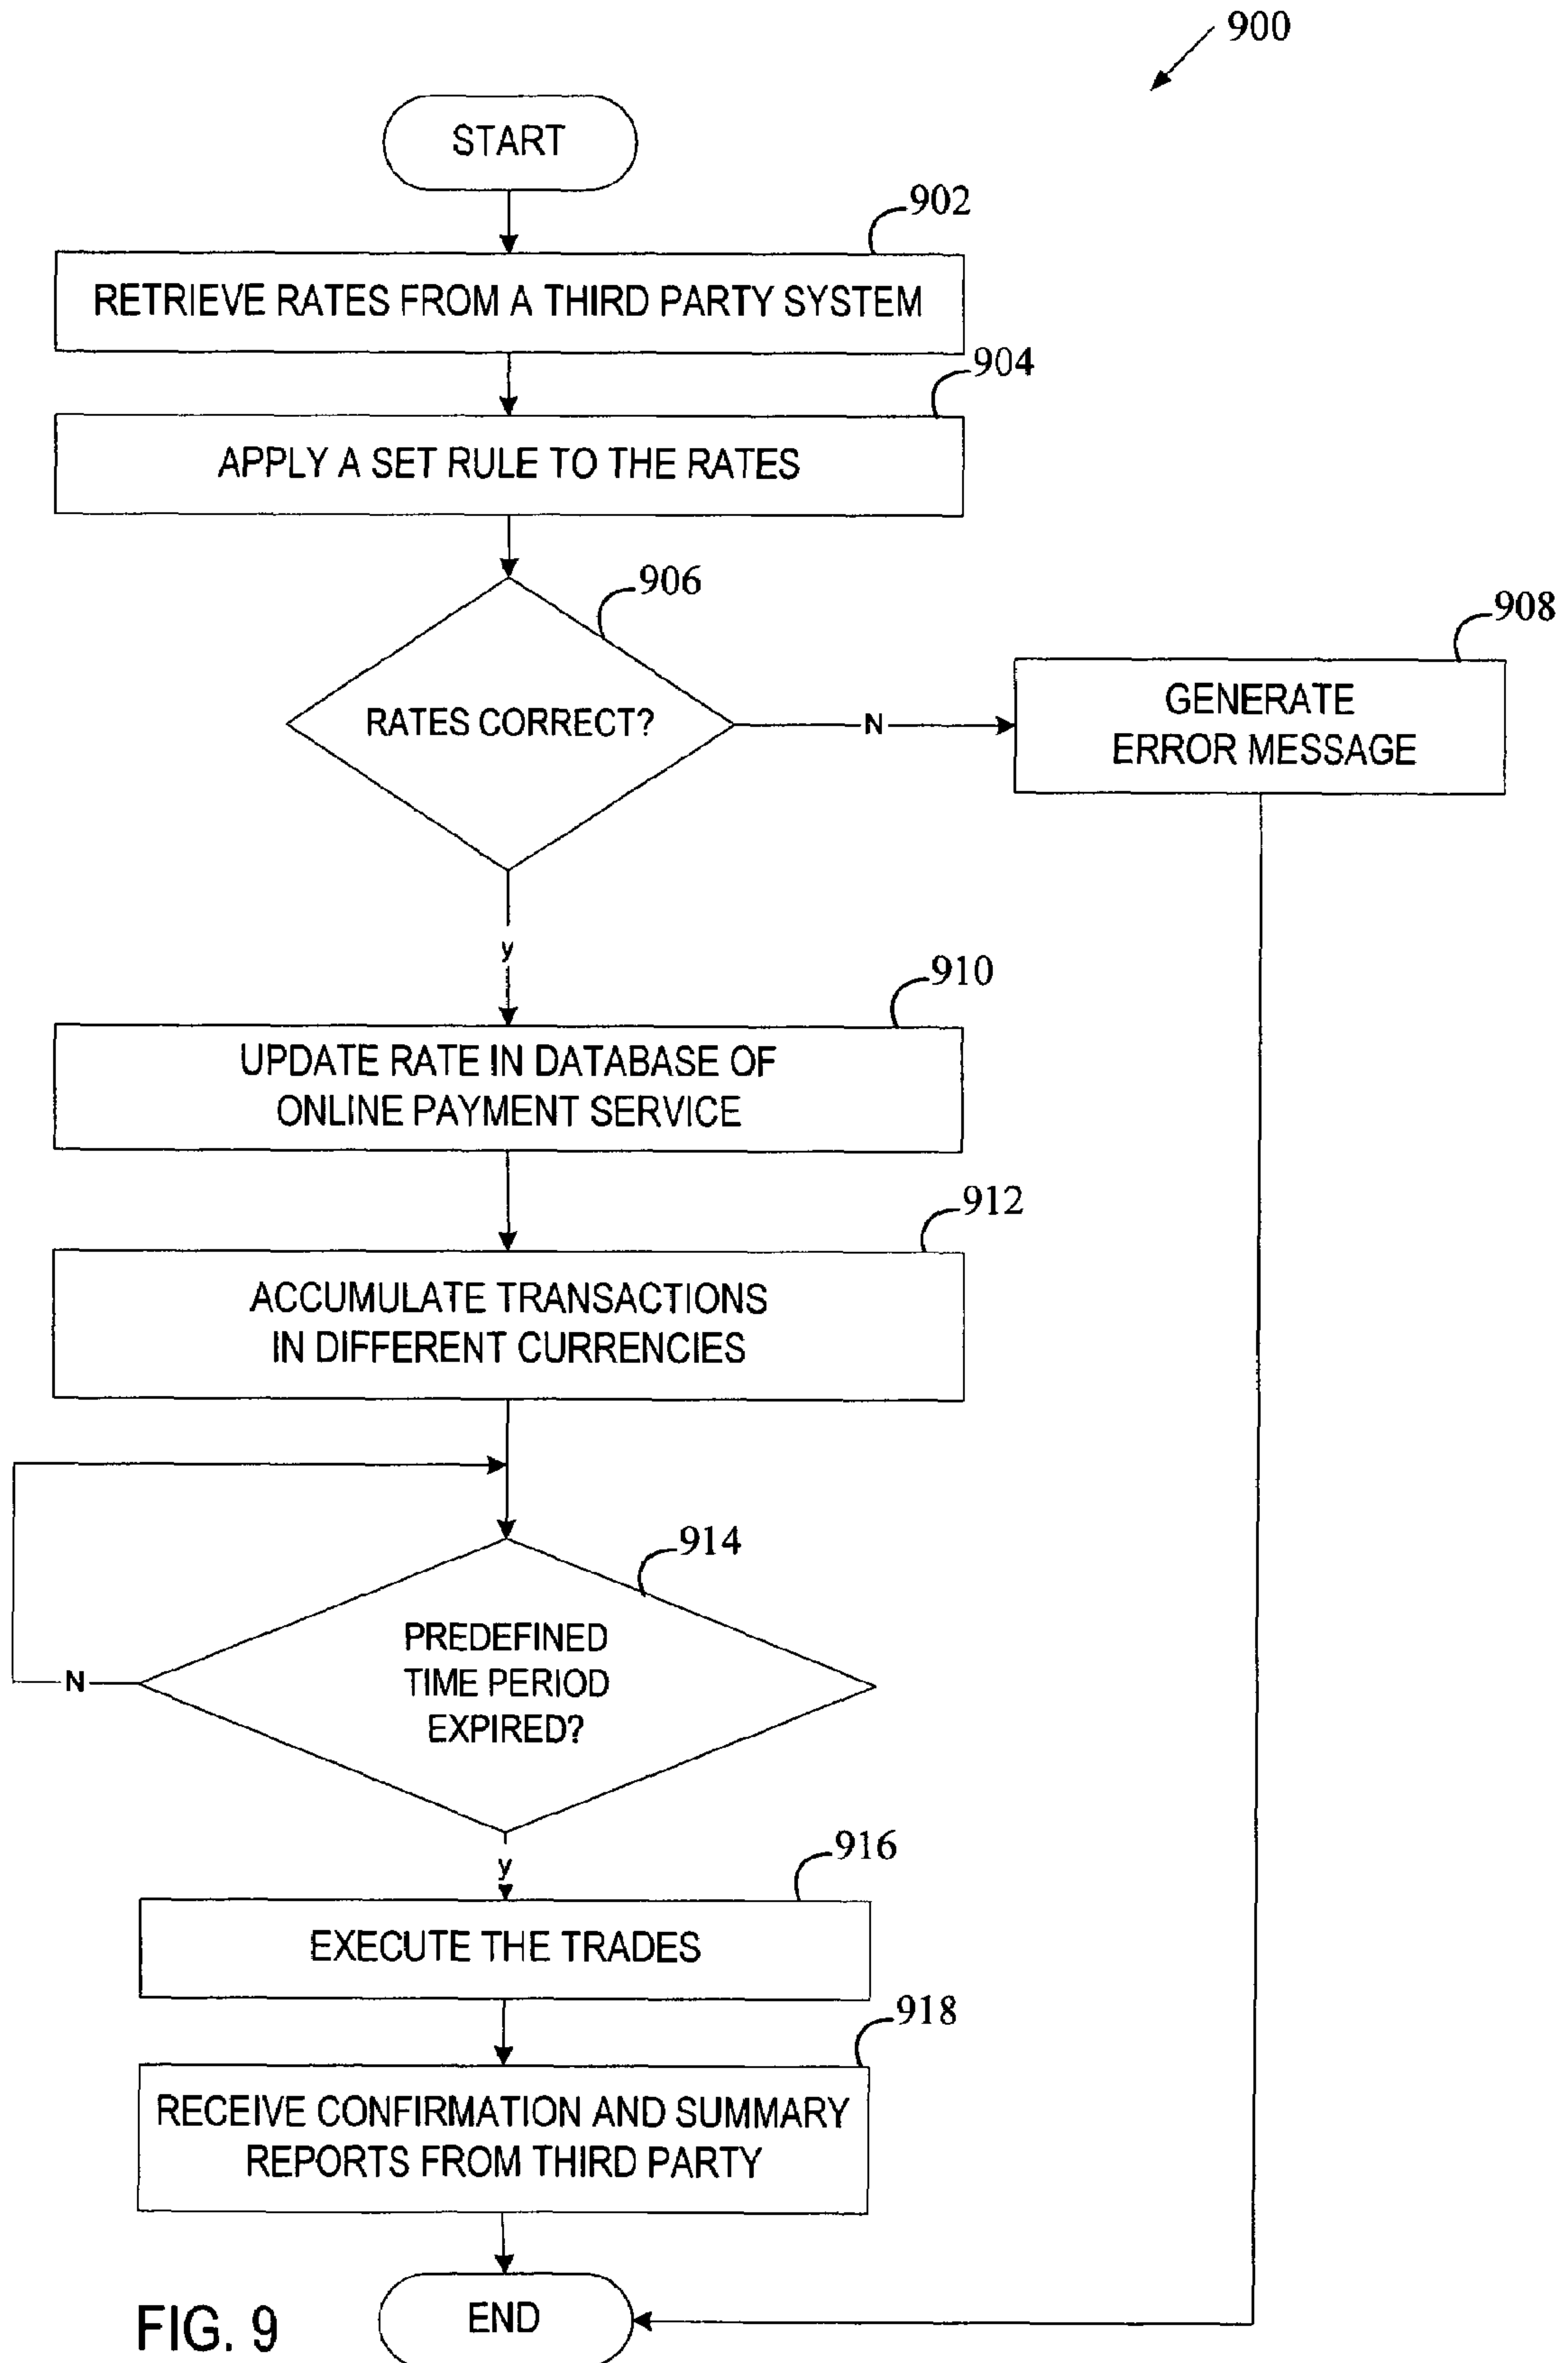 900
START
902
RETRIEVE RATES FROM A THIRD PARTY SYSTEM
904
APPLY A SET RULE TO THE RATES
906
RATES CORRECT?
N
908
GENERATE
ERROR MESSAGE
y
910
UPDATE RATE IN DATABASE OF
ONLINE PAYMENT SERVICE
912
ACCUMULATE TRANSACTIONS
IN DIFFERENT CURRENCIES
914
PREDEFINED
TIME PERIOD
EXPIRED?
N
y
916
EXECUTE THE TRADES
918
RECEIVE CONFIRMATION AND SUMMARY
REPORTS FROM THIRD PARTY
END
FIG. 9